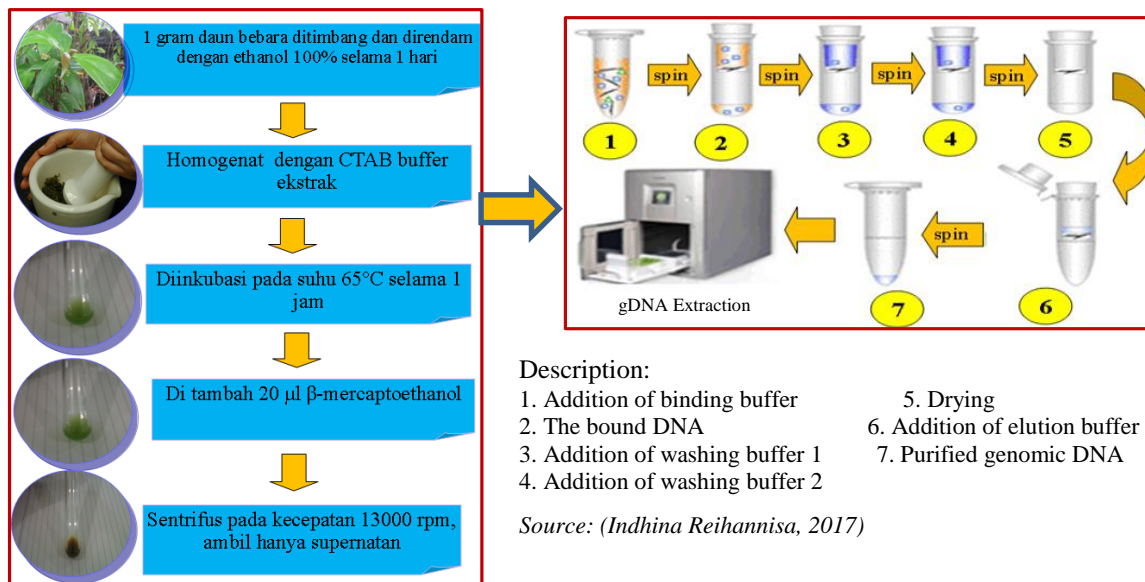 1 gram daun bebara ditimbang dan direndam
dengan ethanol 100% selama 1 hari
Homogenat dengan CTAB buffer
ekstrak
Diinkubasi pada suhu 65°C selama 1
jam
Di tambah 20 µl β-mercaptoethanol
Sentrifus pada kecepatan 13000 rpm,
ambil hanya supernatan
spin
spin
spin
spin
1
2
3
4
5
spin
gDNA Extraction
7
6
Description:
1. Addition of binding buffer 5. Drying
2. The bound DNA 6. Addition of elution buffer
3. Addition of washing buffer 1 7. Purified genomic DNA
4. Addition of washing buffer 2
Source: (Indhina Reihannisa, 2017)